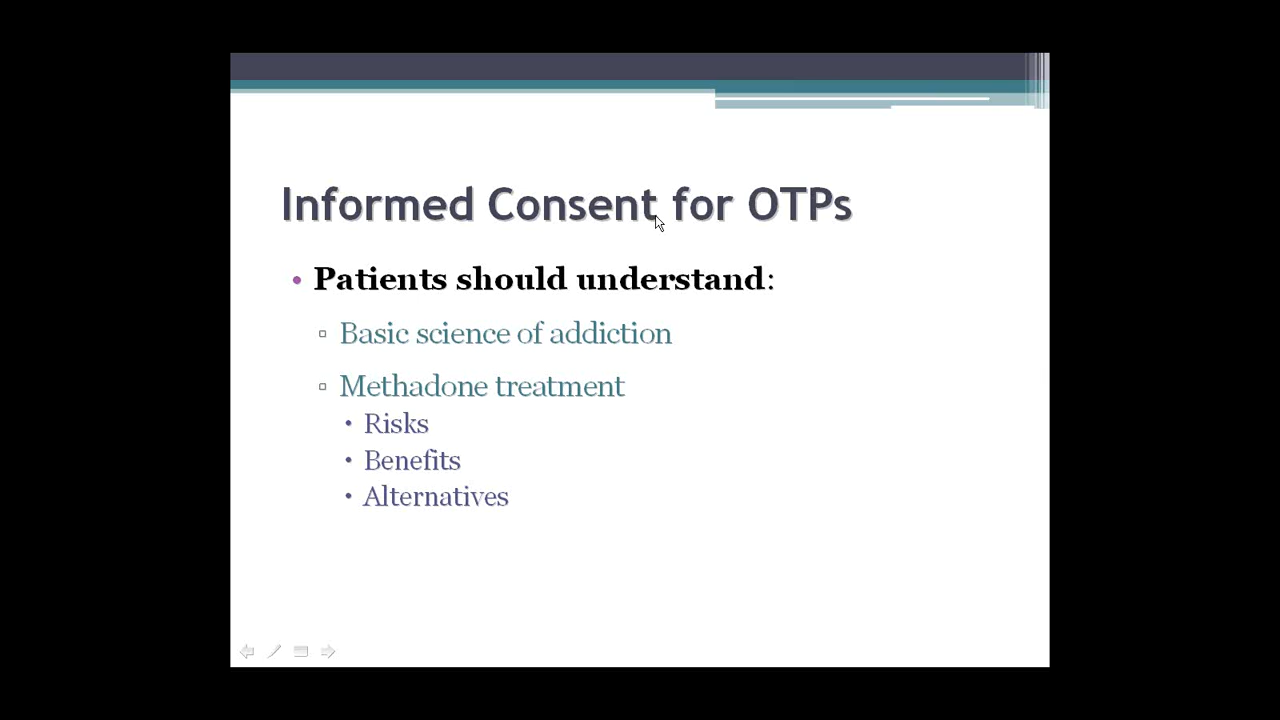 Informed Consent for OTPs
Patients should understand:
Basic science of addiction
Methadone treatment
Risks
Benefits
Alternatives